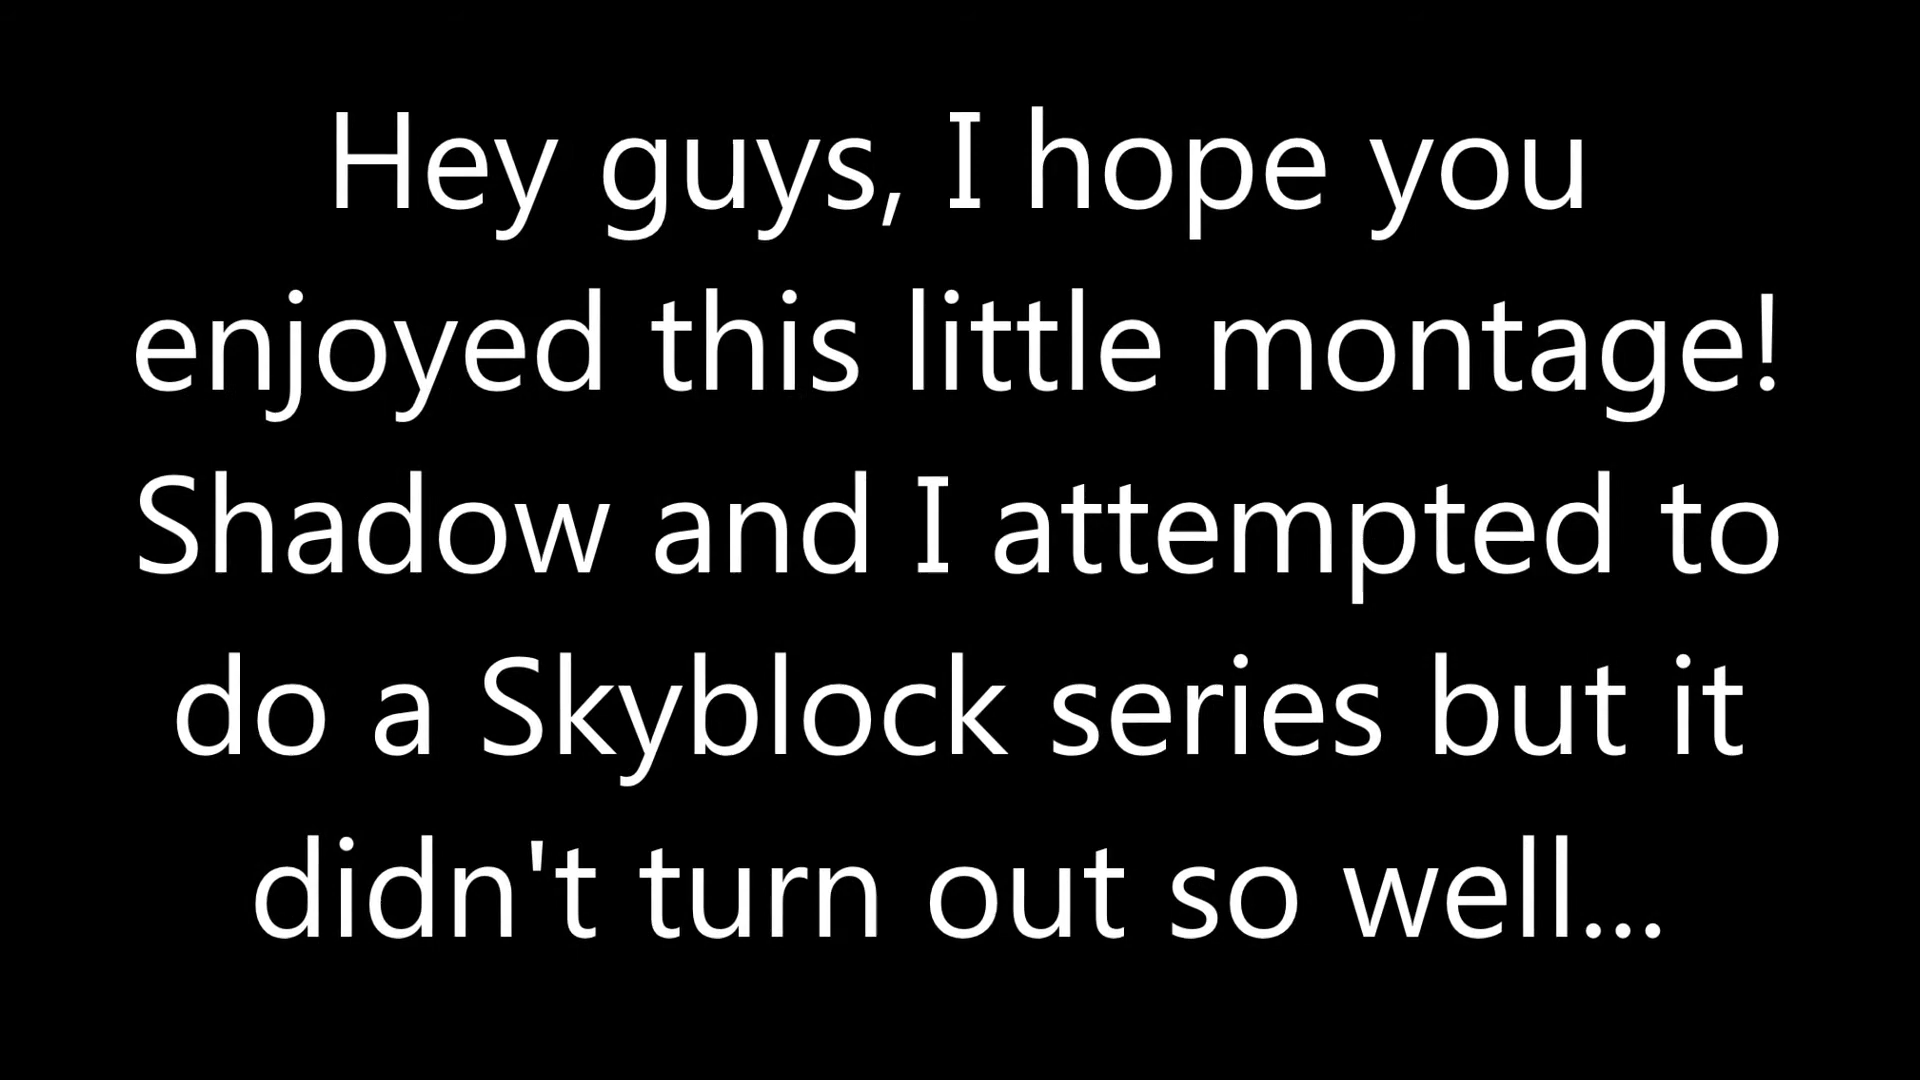 Hey guys, I hope you
enjoyed this little montage!
Shadow and I attempted to
do a Skyblock series but it
didn't turn out so well...